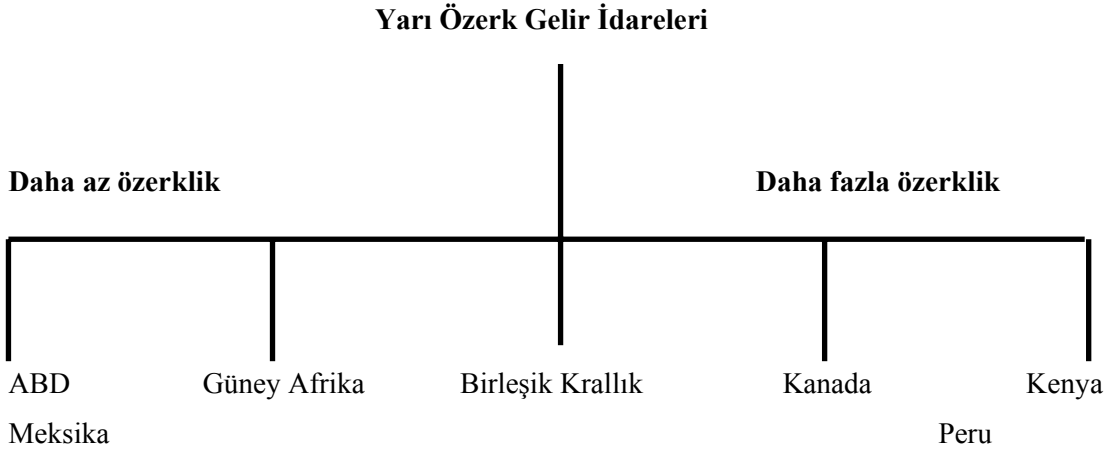 Yarı Özerk Gelir İdareleri
Daha az özerklik Daha fazla özerklik
ABD Güney Afrika Birleşik Krallık Kanada Kenya
Meksika Peru